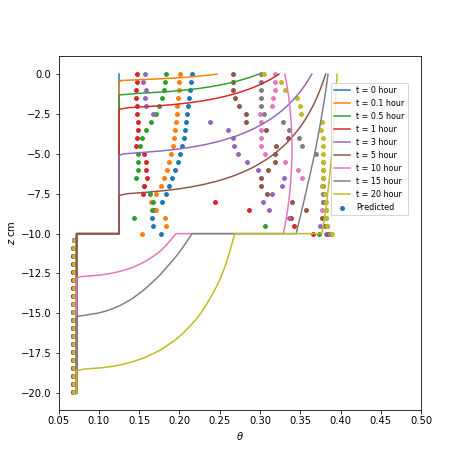 0.0
−2.5
−5.0
−7.5
−10.0
−12.5
−15.0
−17.5
−20.0
z cm
0.05
0.10
0.15
0.20
0.25
0.30
0.35
0.40
0.45
0.50
θ
t = 0 hour
t = 0.1 hour
t = 0.5 hour
t = 1 hour
t = 3 hour
t = 5 hour
t = 10 hour
t = 15 hour
t = 20 hour
Predicted